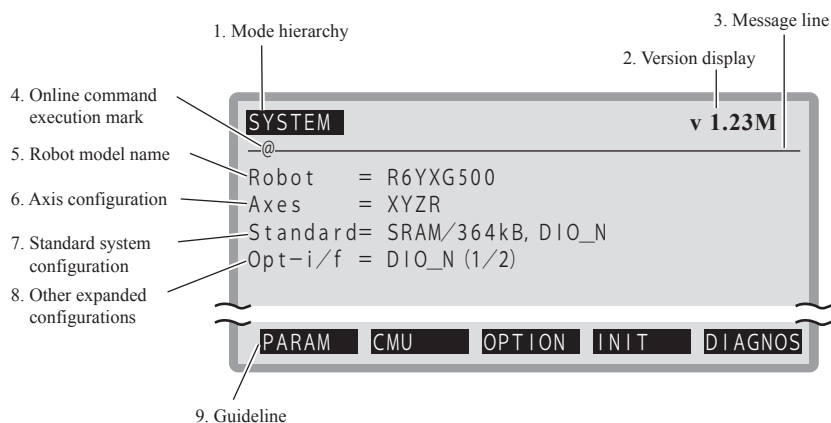 1. Mode hierarchy
3. Message line
2. Version display
4. Online command
execution mark
5. Robot model name
6. Axis configuration
7. Standard system
configuration
8. Other expanded
configurations
SYSTEM
v 1.23M
@
Robot = R6YXG500
Axes = XYZR
Standard= SRAM/364kB, DIO_N
Opt-i/f = DIO_N (1/2)
PARAM CMU OPTION INIT DIAGNOS
9. Guideline